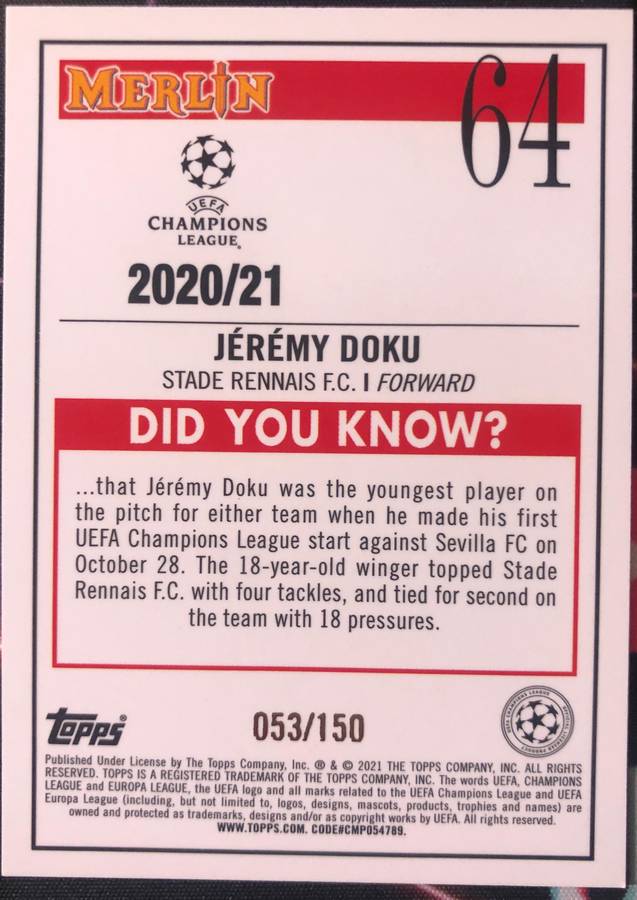 MERLIN
64
UEFA
CHAMPIONS
LEAGUE®
2020/21
JÉRÉMY DOKU
STADE RENNAIS F.C. I FORWARD
DID YOU KNOW?
...that Jérémy Doku was the youngest player on
the pitch for either team when he made his first
UEFA Champions League start against Sevilla FC on
October 28. The 18-year-old winger topped Stade
Rennais F.C. with four tackles, and tied for second on
the team with 18 pressures.
topps®
053/150
Published Under License by The Topps Company, Inc. ® & © 2021 THE TOPPS COMPANY, INC. ALL RIGHTS
RESERVED. TOPPS IS A REGISTERED TRADEMARK OF THE TOPPS COMPANY, INC. The words UEFA, CHAMPIONS
LEAGUE and EUROPA LEAGUE, the UEFA logo and all marks related to the UEFA Champions League and UEFA
Europa League (including, but not limited to, logos, designs, mascots, products, trophies and names) are
owned and protected as trademarks, designs and/or as copyright works by UEFA. All rights reserved.
WWW.TOPPS.COM. CODE#CMP054789.